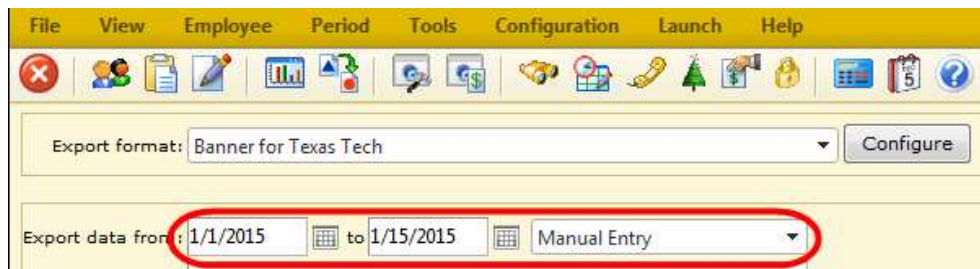 File View Employee Period Tools Configuration Launch Help
Export format: Banner for Texas Tech Configure
Export data from: 1/1/2015 to 1/15/2015 Manual Entry